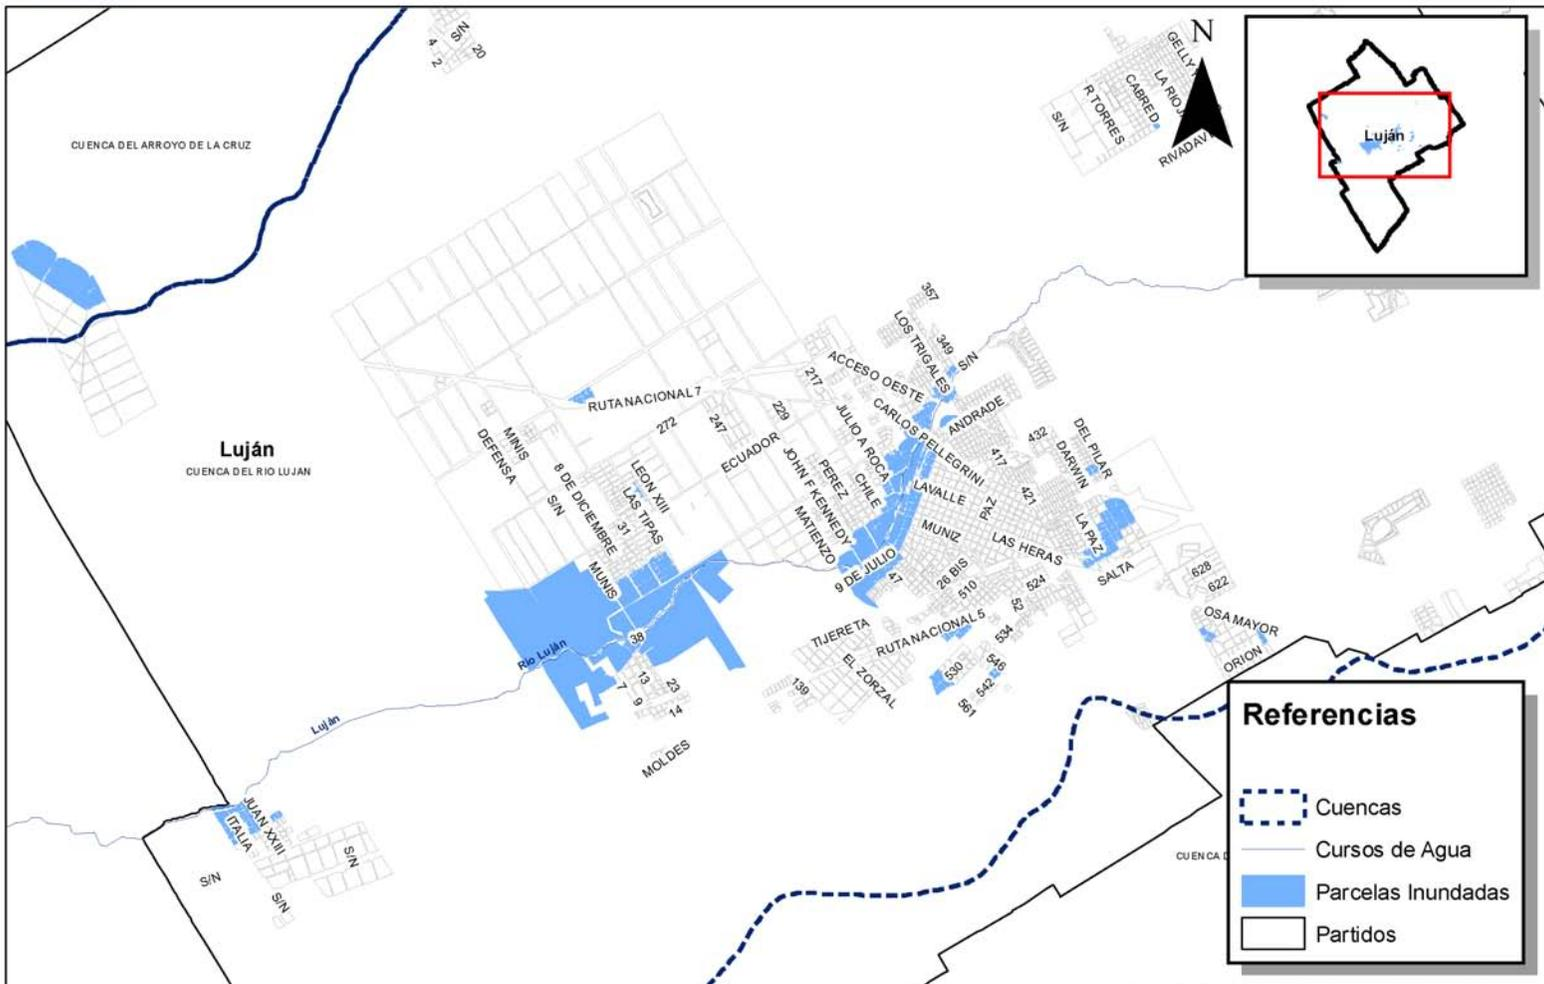 S/N
4
2
20
N
GELLY
LA RIOJA
CABRED
R TORRES
S/N
RIVADAV
Luján
CUENCA DEL ARROYO DE LA CRUZ
357
LOS TRIGALES
349
S/N
ACCESO OESTE
217
RUTA NACIONAL 7
CARLOS PELLEGRINI
ANDRADE
JULIO A ROCA
229
247
272
ECUADOR
432
DEL PILAR
DARWIN
417
421
MINIS
DEFENSA
Luján
CUENCA DEL RIO LUJAN
8 DE DICIEMBRE
S/N
LEON XIII
LAS TIPAS
31
JOHN F KENNEDY
PEREZ
CHILE
MATIENZO
LAVALLE
PAZ
MUNIZ
LAS HERAS
LA PAZ
SALTA
MUNIS
9 DE JULIO
47
26 BIS
510
524
52
628
622
OSA MAYOR
ORION
38
Río Luján
TIJERETA
RUTA NACIONAL 5
534
EL ZORZAL
530
546
542
561
139
13
7
9
23
14
MOLDES
Luján
JUAN XXIII
ITALIA
S/N
S/N
S/N
CUENCA D
Referencias
Cuencas
Cursos de Agua
Parcelas Inundadas
Partidos